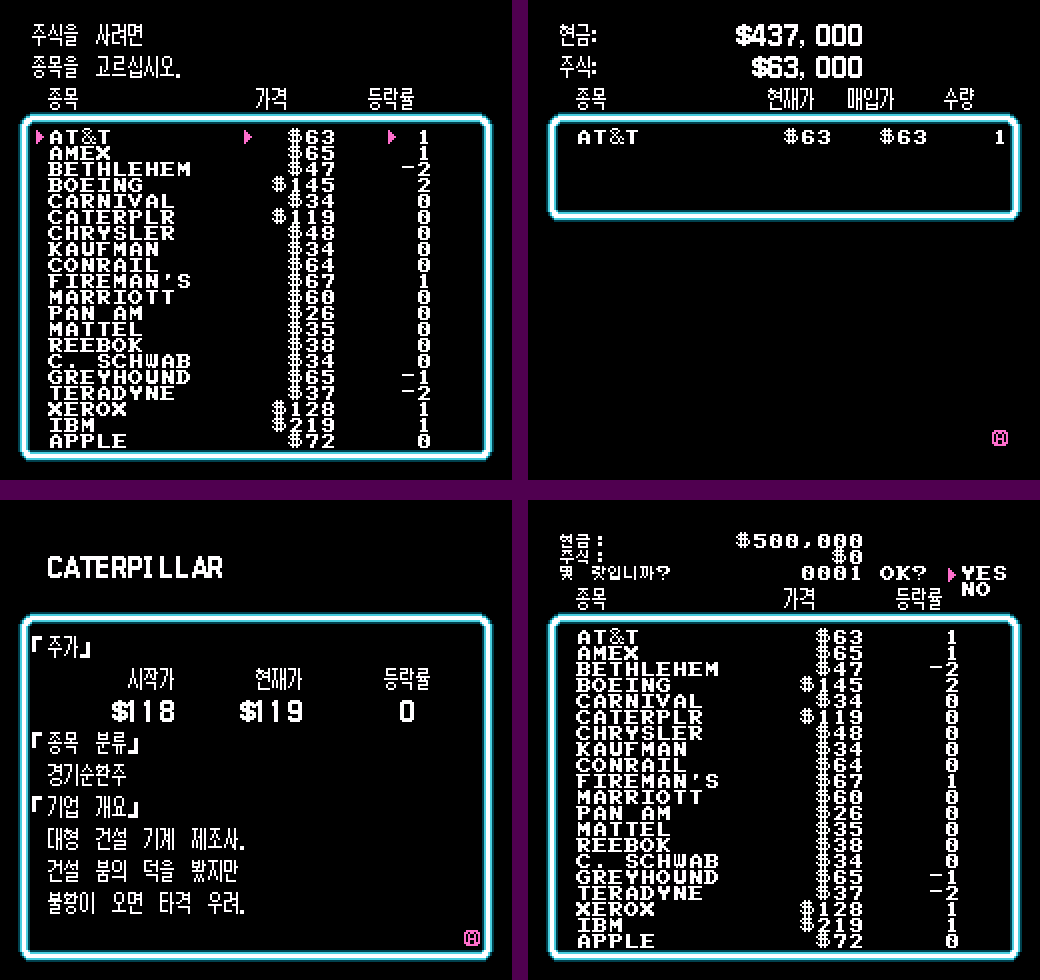 주식을 사려면
종목을 고르십시오.
종목 가격 등락률
AT&T $63 1
AMEX $65 1
BETHLEHEM $47 -2
BOEING $145 2
CARNIVAL $34 0
CATERPLR $119 0
CHRYSLER $48 0
KAUFMAN $34 0
CONRAIL $64 0
FIREMAN'S $67 1
MARRIOTT $60 0
PAN AM $26 0
MATTEL $35 0
REEBOK $38 0
C. SCHWAB $34 0
GREYHOUND $65 -1
TERADYNE $37 -2
XEROX $128 1
IBM $219 1
APPLE $72 0
현금: $437,000
주식: $63,000
종목 현재가 매입가 수량
AT&T $63 $63 1
A
CATERPILLAR
「주가」
시작가 현재가 등락률
$118 $119 0
「종목 분류」
경기순환주
「기업 개요」
대형 건설 기계 제조사.
건설 붐의 덕을 봤지만
불황이 오면 타격 우려.
A
현금: $500,000
주식: $0
몇 랏입니까? 0001 OK? YES
NO
종목 가격 등락률
AT&T $63 1
AMEX $65 1
BETHLEHEM $47 -2
BOEING $145 2
CARNIVAL $34 0
CATERPLR $119 0
CHRYSLER $48 0
KAUFMAN $34 0
CONRAIL $64 0
FIREMAN'S $67 1
MARRIOTT $60 0
PAN AM $26 0
MATTEL $35 0
REEBOK $38 0
C. SCHWAB $34 0
GREYHOUND $65 -1
TERADYNE $37 -2
XEROX $128 1
IBM $219 1
APPLE $72 0